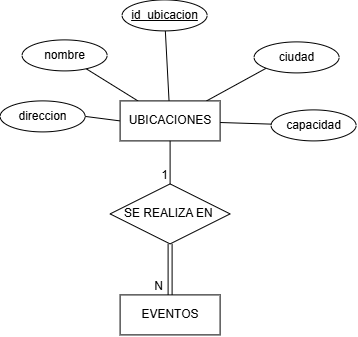 id_ubicacion
nombre
ciudad
direccion
UBICACIONES
capacidad
1
SE REALIZA EN
N
EVENTOS